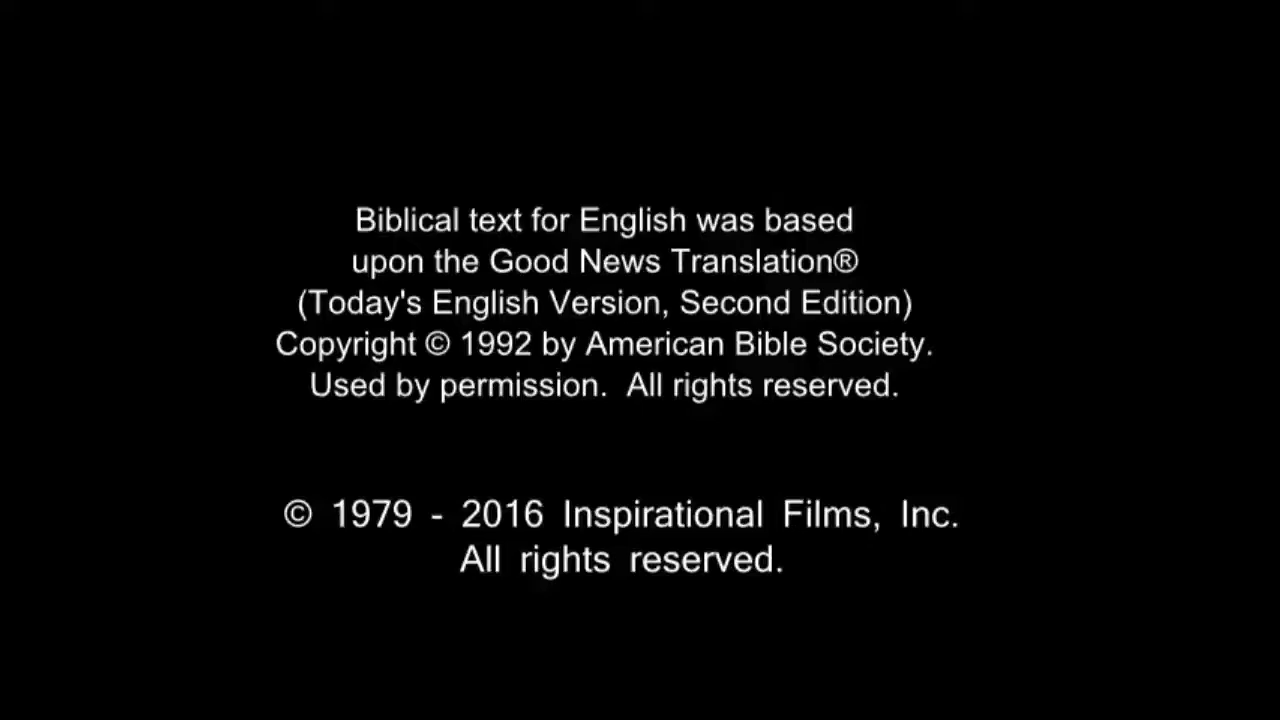 Biblical text for English was based
upon the Good News Translation®
(Today's English Version, Second Edition)
Copyright © 1992 by American Bible Society.
Used by permission.  All rights reserved.
© 1979 - 2016 Inspirational Films, Inc.
All rights reserved.